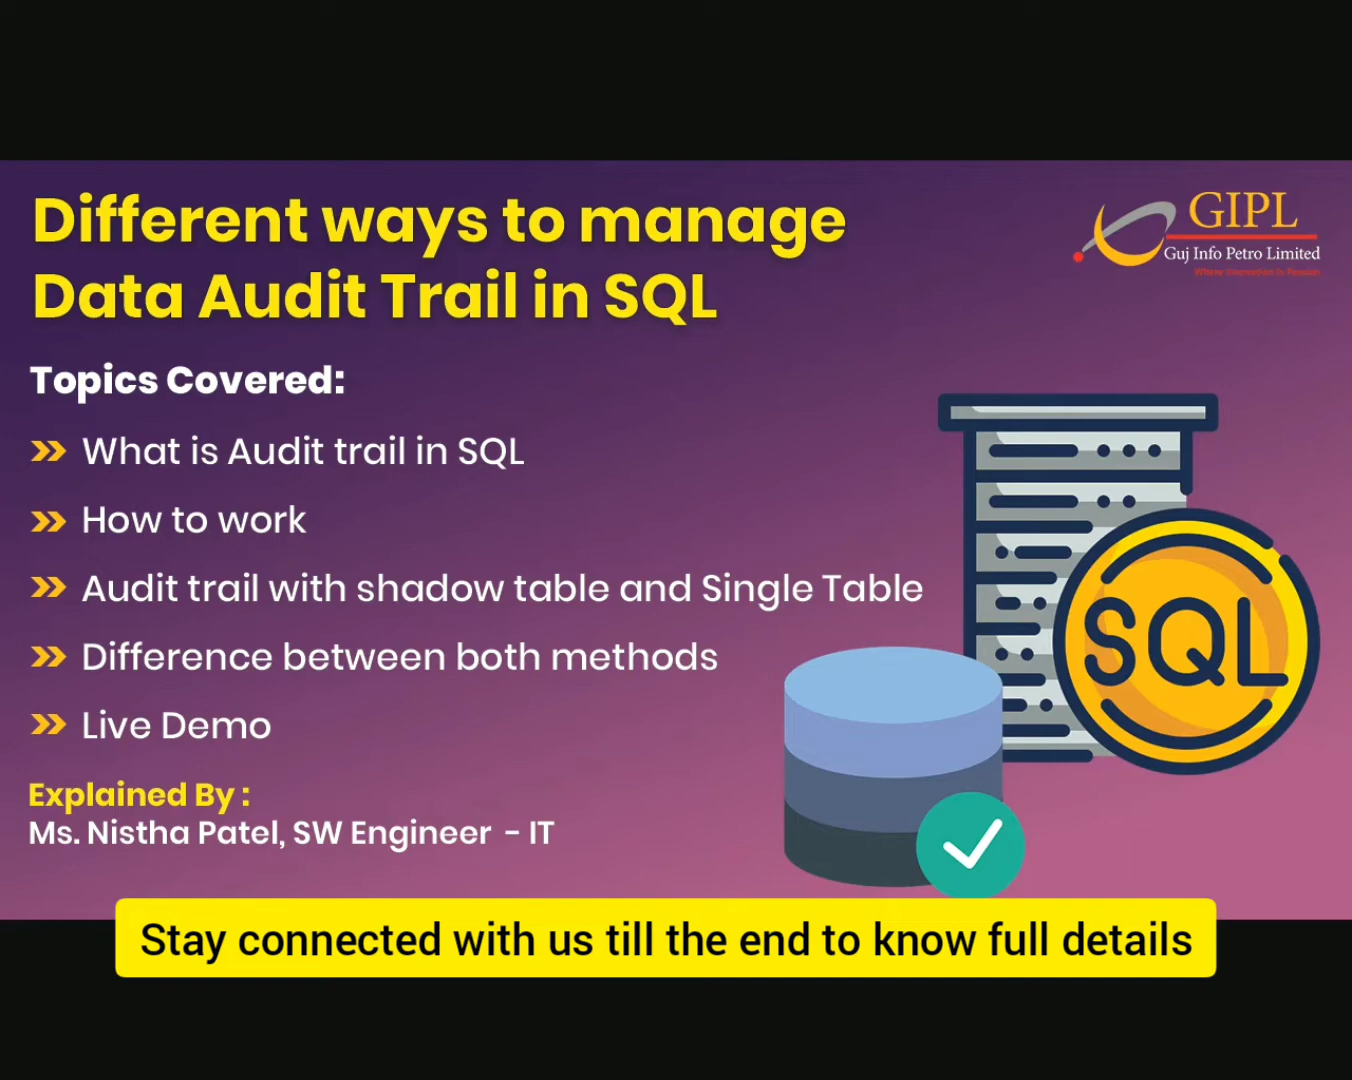 Different ways to manage
Data Audit Trail in SQL
GIPL
Guj Info Petro Limited
Topics Covered:
What is Audit trail in SQL
How to work
Audit trail with shadow table and Single Table
Difference between both methods
Live Demo
SQL
Explained By :
Ms. Nistha Patel, SW Engineer - IT
Stay connected with us till the end to know full details